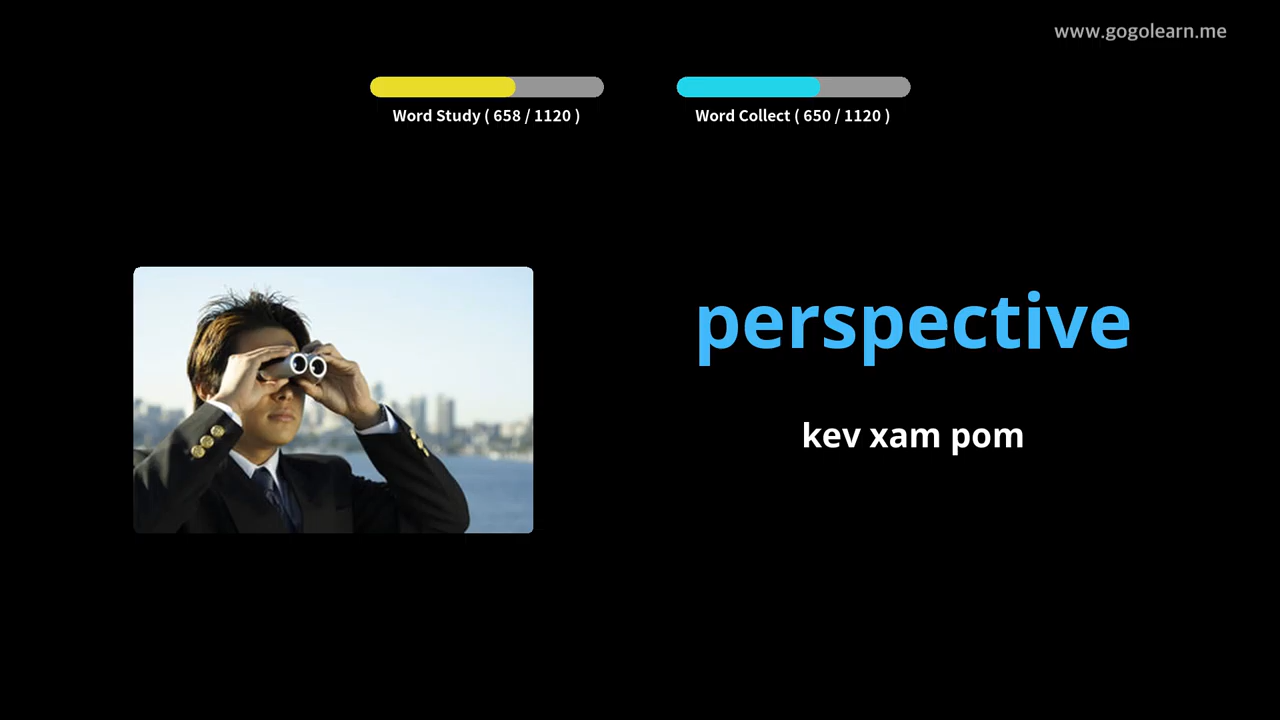 www.gogolearn.me
Word Study ( 658 / 1120 )
Word Collect ( 650 / 1120 )
perspective
kev xam pom